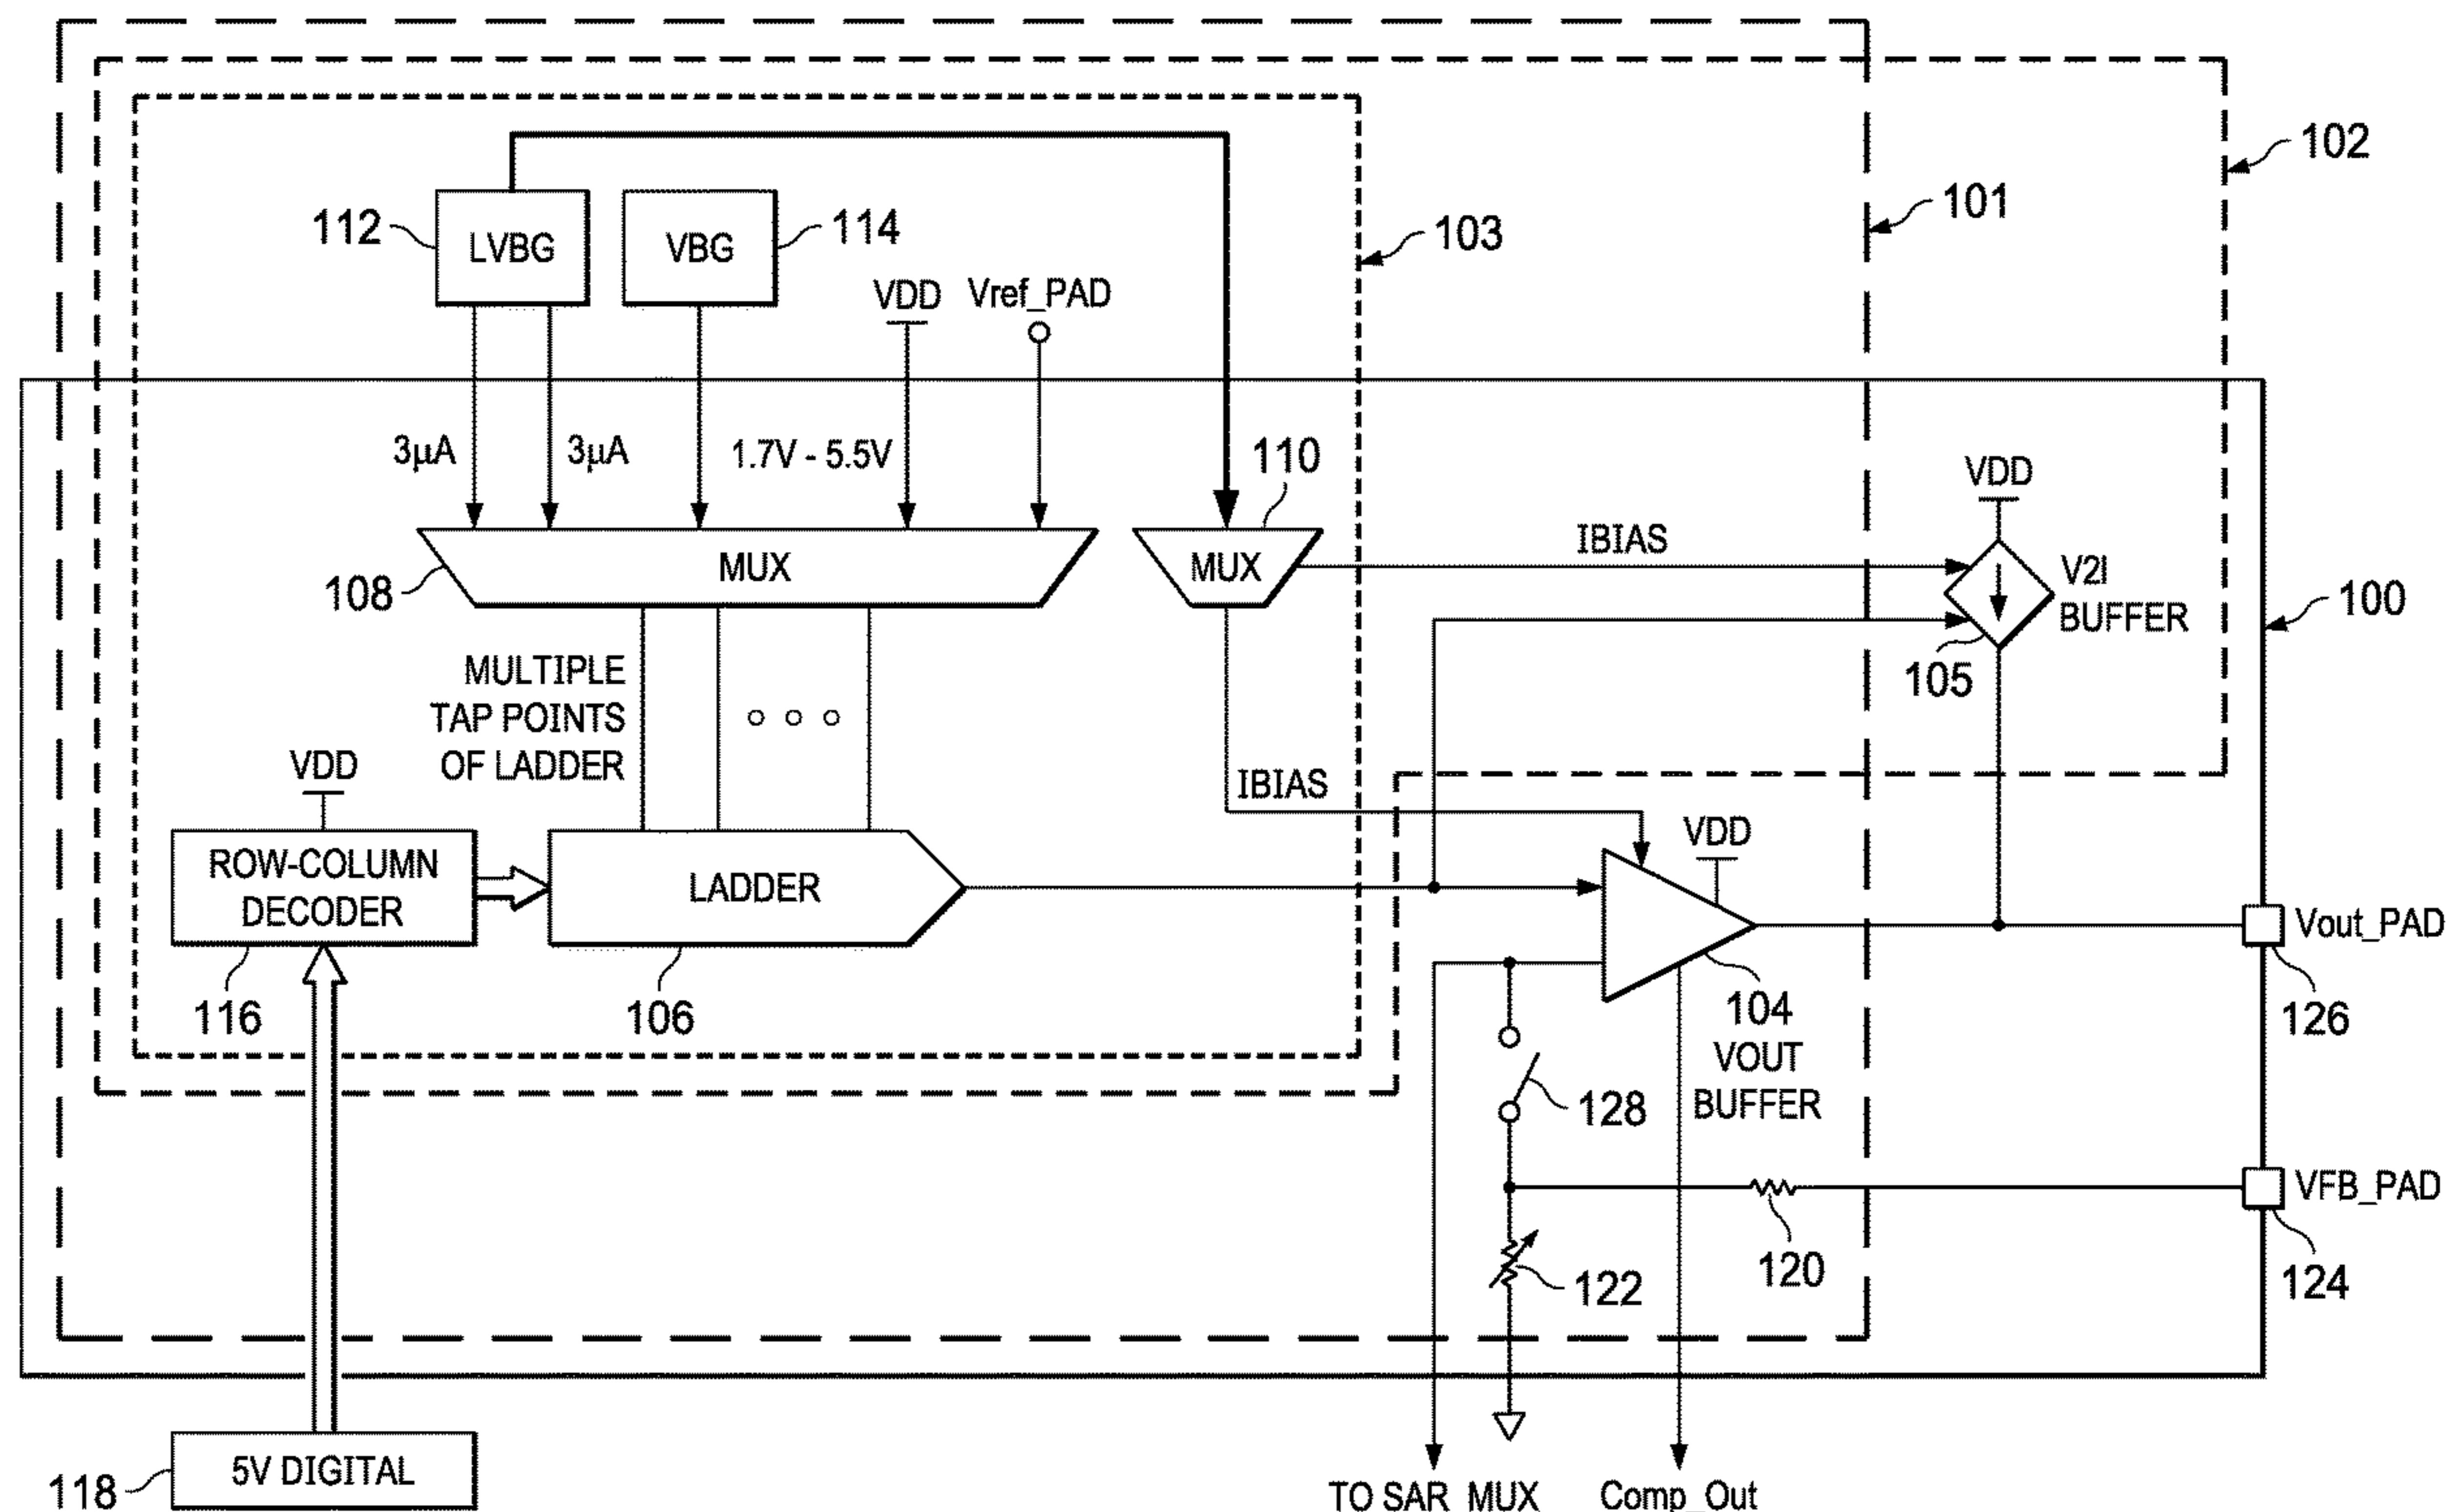 102
101
103
112
LVBG
VBG
114
VDD
Vref_PAD
3µA
3µA
1.7V - 5.5V
110
VDD
IBIAS
MUX
MUX
108
V2I
BUFFER
100
105
MULTIPLE
TAP POINTS
OF LADDER
VDD
IBIAS
VDD
ROW-COLUMN
DECODER
LADDER
Vout_PAD
116
106
104
VOUT
BUFFER
126
128
VFB_PAD
120
122
124
5V DIGITAL
118
TO SAR_MUX
Comp_Out